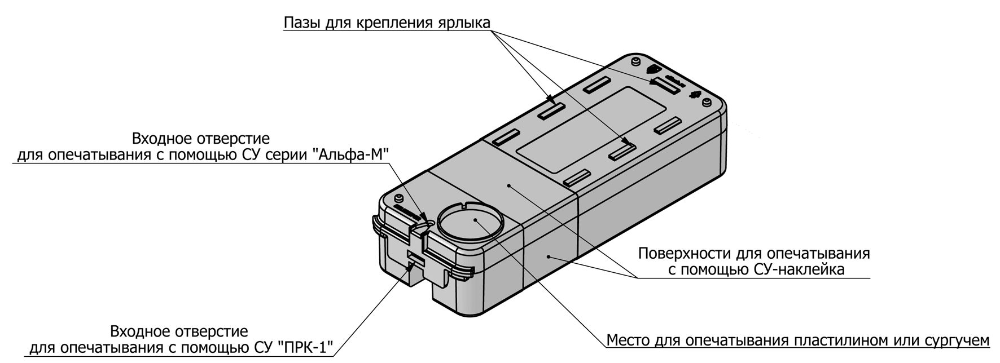 Пазы для крепления ярлыка
Входное отверстие
для опечатывания с помощью СУ серии "Альфа-М"
Поверхности для опечатывания
с помощью СУ-наклейка
Входное отверстие
для опечатывания с помощью СУ "ПРК-1"
Место для опечатывания пластилином или сургучем